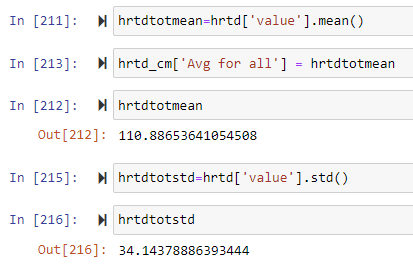 In [211]: hrtdtotmean=hrtd['value'].mean()
In [213]: hrtd_cm['Avg for all'] = hrtdtotmean
In [212]: hrtdtotmean
Out[212]: 110.88653641054508
In [215]: hrtdtotstd=hrtd['value'].std()
In [216]: hrtdtotstd
Out[216]: 34.14378886393444